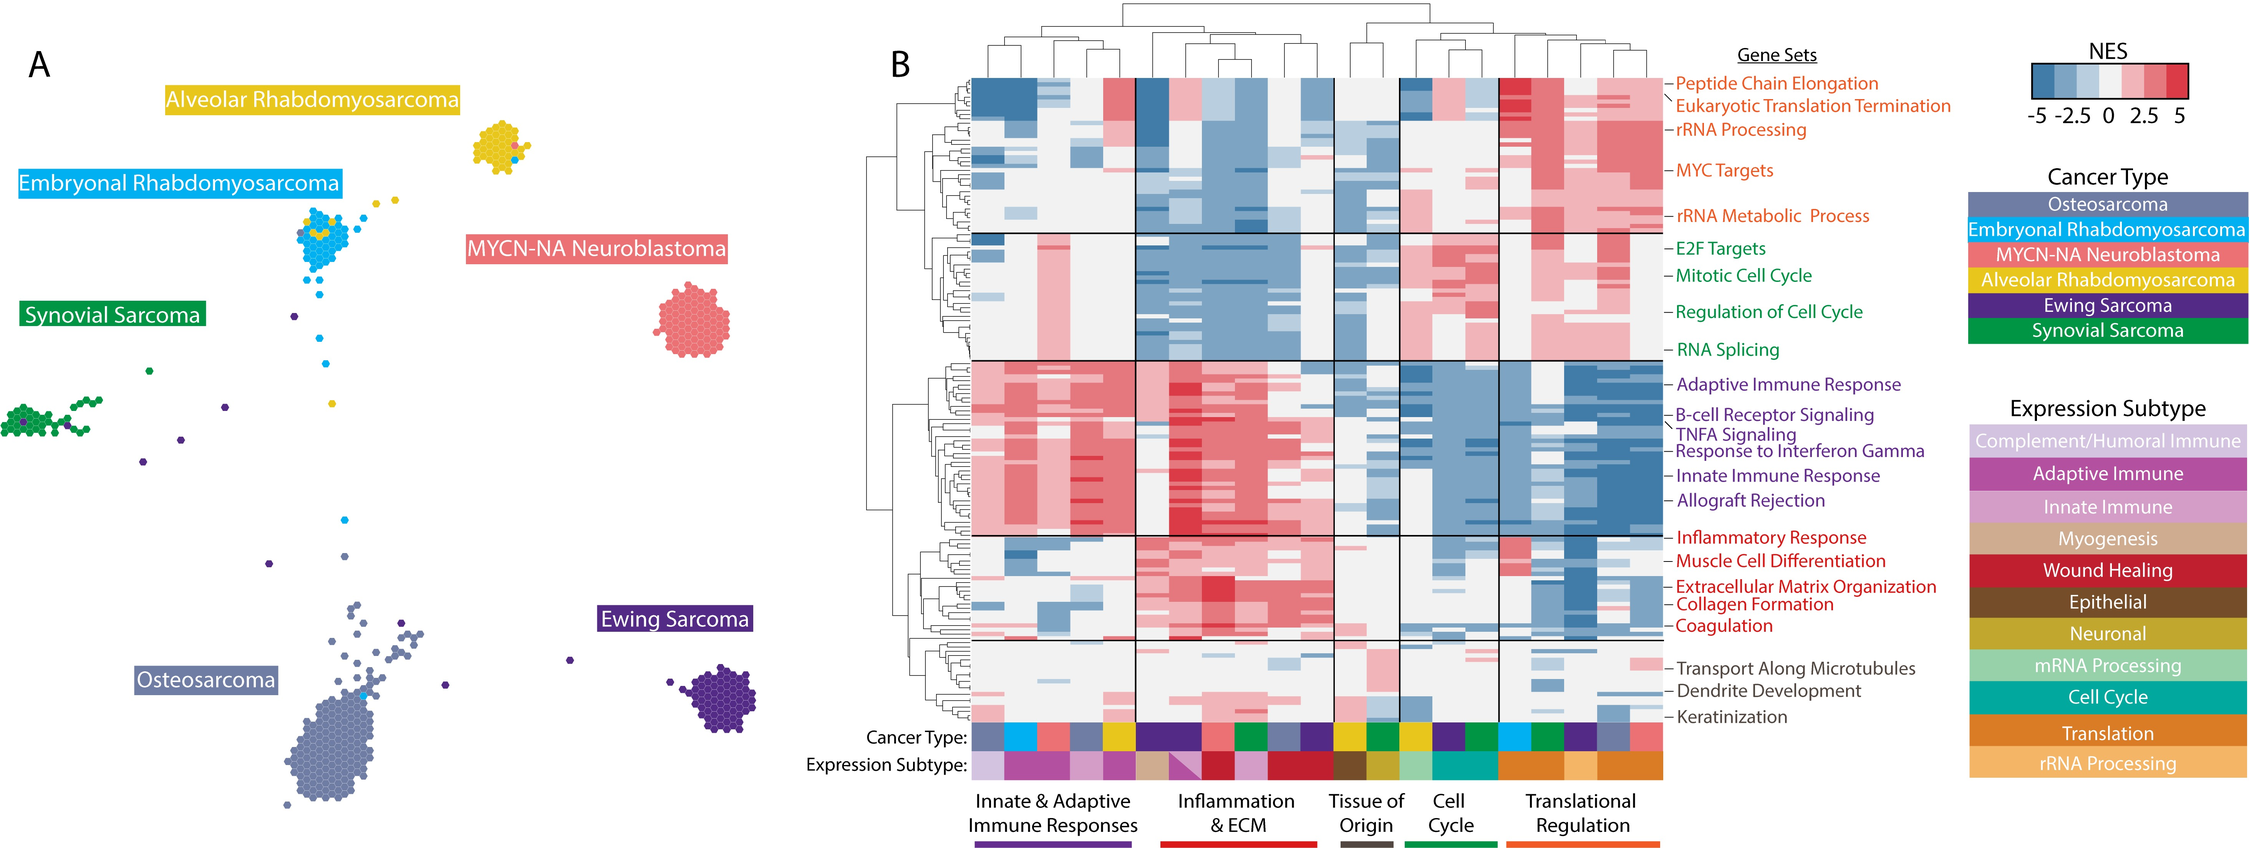 A
Alveolar Rhabdomyosarcoma
Embryonal Rhabdomyosarcoma
MYCN-NA Neuroblastoma
Synovial Sarcoma
Ewing Sarcoma
Osteosarcoma
B
Gene Sets
Peptide Chain Elongation
Eukaryotic Translation Termination
rRNA Processing
MYC Targets
rRNA Metabolic Process
E2F Targets
Mitotic Cell Cycle
Regulation of Cell Cycle
RNA Splicing
Adaptive Immune Response
B-cell Receptor Signaling
TNFA Signaling
Response to Interferon Gamma
Innate Immune Response
Allograft Rejection
Inflammatory Response
Muscle Cell Differentiation
Extracellular Matrix Organization
Collagen Formation
Coagulation
Transport Along Microtubules
Dendrite Development
Keratinization
Cancer Type:
Expression Subtype:
Innate & Adaptive
Immune Responses
Inflammation
& ECM
Tissue of
Origin
Cell
Cycle
Translational
Regulation
NES
-5 -2.5 0 2.5 5
Cancer Type
Osteosarcoma
Embryonal Rhabdomyosarcoma
MYCN-NA Neuroblastoma
Alveolar Rhabdomyosarcoma
Ewing Sarcoma
Synovial Sarcoma
Expression Subtype
Complement/Humoral Immune
Adaptive Immune
Innate Immune
Myogenesis
Wound Healing
Epithelial
Neuronal
mRNA Processing
Cell Cycle
Translation
rRNA Processing